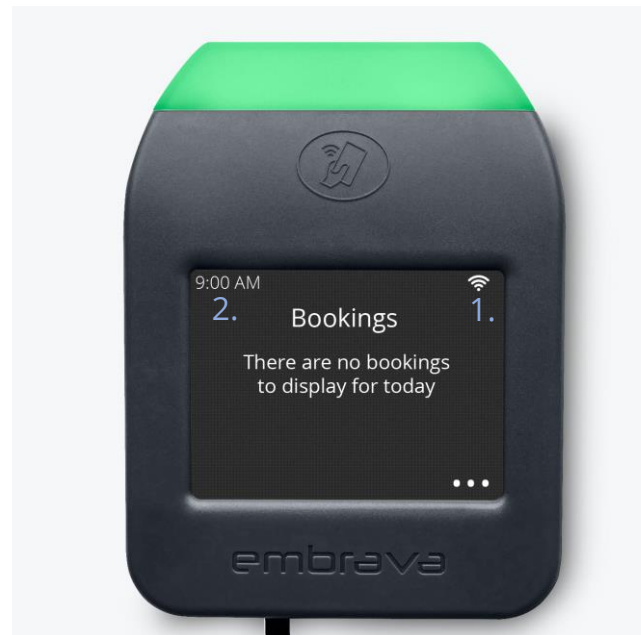 9:00 AM
2.
1.
Bookings
There are no bookings
to display for today
...
embrava